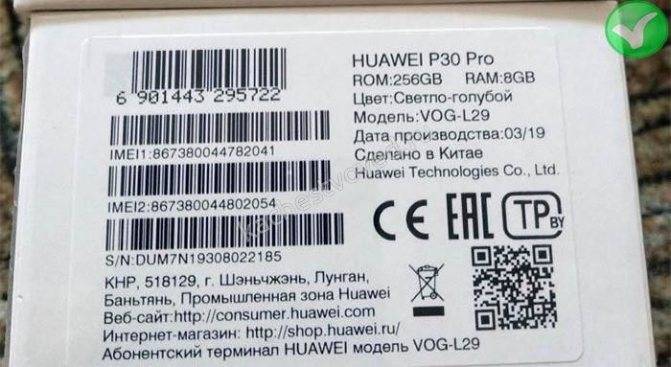 6 901443 295722
HUAWEI P30 Pro
ROM:256GB RAM:8GB
Цвет:Светло-голубой
Модель:VOG-L29
Дата производства:03/19
Сделано в Китае
Huawei Technologies Co., Ltd.
IMEI1:867380044782041
IMEI2:867380044802054
S/N:DUM7N19308022185
CE EAC TP BY
КНР, 518129, г. Шэньчжэнь, Лунган,
Баньтянь, Промышленная зона Huawei
Веб-сайт:http://consumer.huawei.com
Интернет-магазин: http://shop.huawei.ru/
Абонентский терминал HUAWEI модель VOG-L29